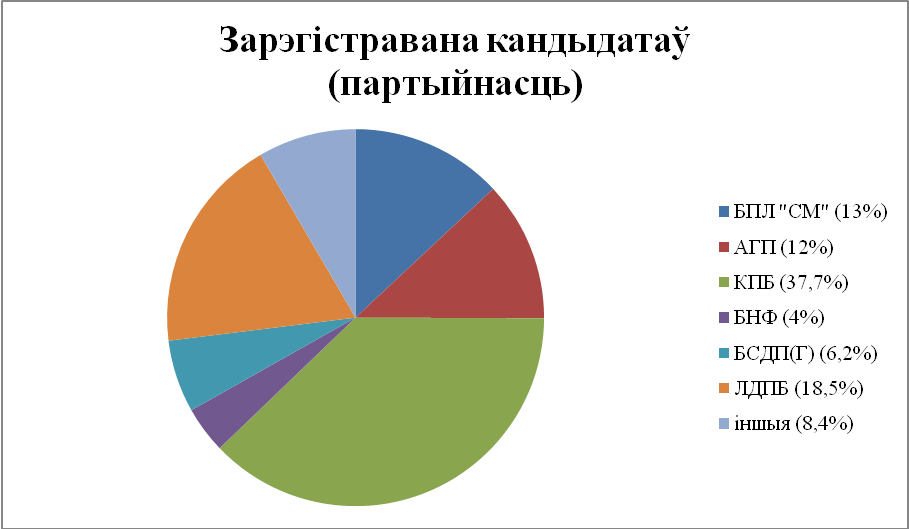 Зарэгістравана кандыдатаў
(партыйнасць)
БПЛ "СМ" (13%)
АГП (12%)
КПБ (37,7%)
БНФ (4%)
БСДП(Г) (6,2%)
ЛДПБ (18,5%)
іншыя (8,4%)